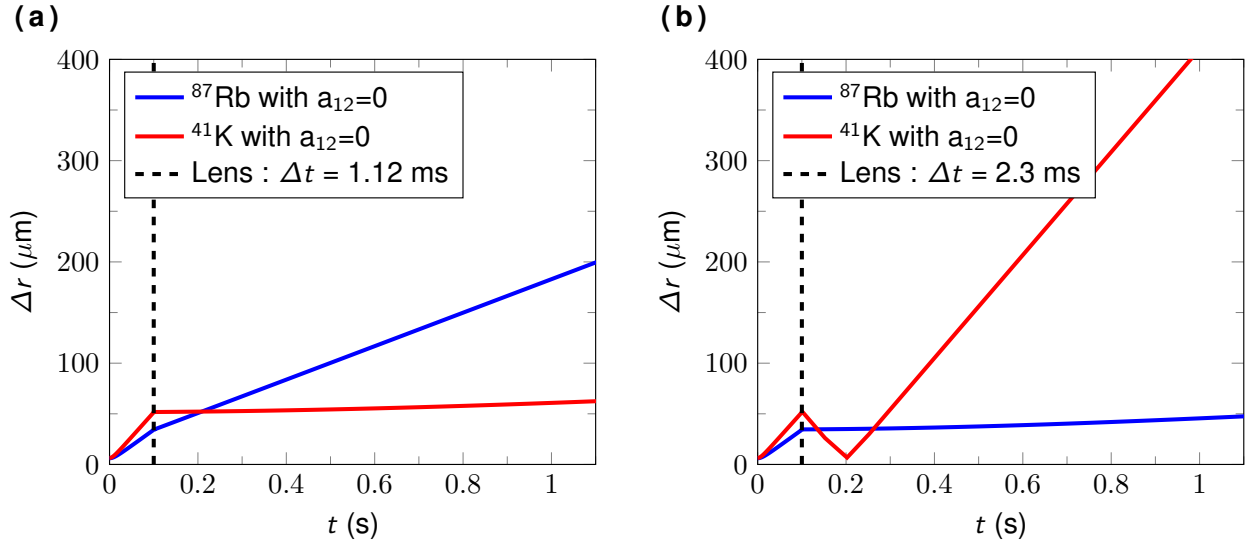 (a)
400
300
200
100
0
Δr (μm)
⁸⁷Rb with a₁₂=0
⁴¹K with a₁₂=0
Lens : Δt = 1.12 ms
0 0.2 0.4 0.6 0.8 1
t (s)
(b)
400
300
200
100
0
Δr (μm)
⁸⁷Rb with a₁₂=0
⁴¹K with a₁₂=0
Lens : Δt = 2.3 ms
0 0.2 0.4 0.6 0.8 1
t (s)